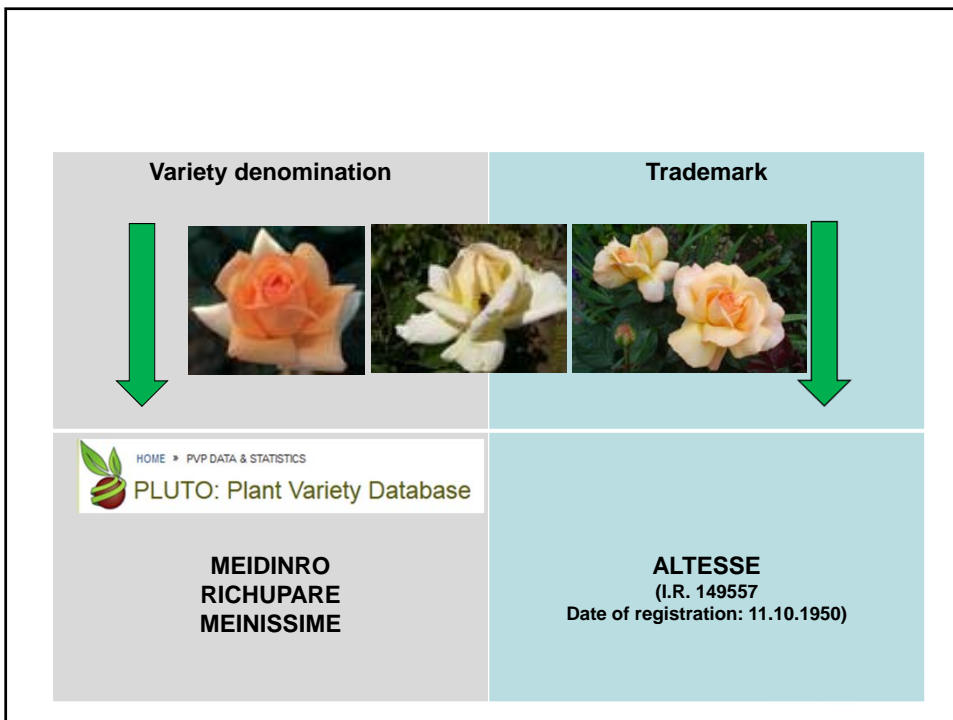 Variety denomination
Trademark
HOME » PVP DATA & STATISTICS
PLUTO: Plant Variety Database
MEIDINRO
RICHUPARE
MEINISSIME
ALTESSE
(I.R. 149557
Date of registration: 11.10.1950)